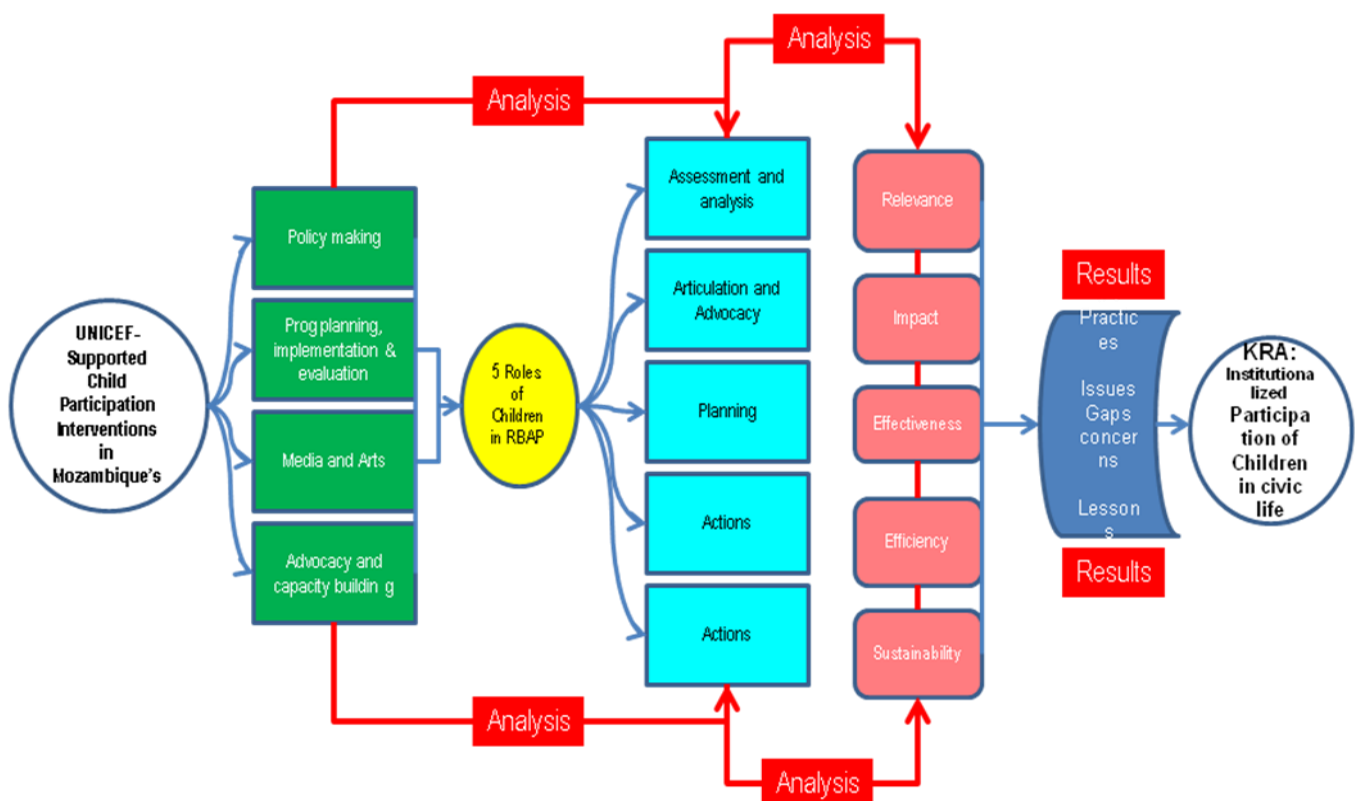 Analysis
Analysis
UNICEF-
Supported
Child
Participation
Interventions
in
Mozambique's
Policy making
Prog planning,
implementation &
evaluation
Media and Arts
Advocacy and
capacity buildin g
5 Roles
of
Children
in RBAP
Assessment and
analysis
Articulation and
Advocacy
Planning
Actions
Actions
Relevance
Impact
Effectiveness
Efficiency
Sustainability
Results
Practic
es
Issues
Gaps
concer
ns
Lesson
s
Results
KRA:
Institutiona
lized
Participa
tion of
Children
in civic
life
Analysis
Analysis